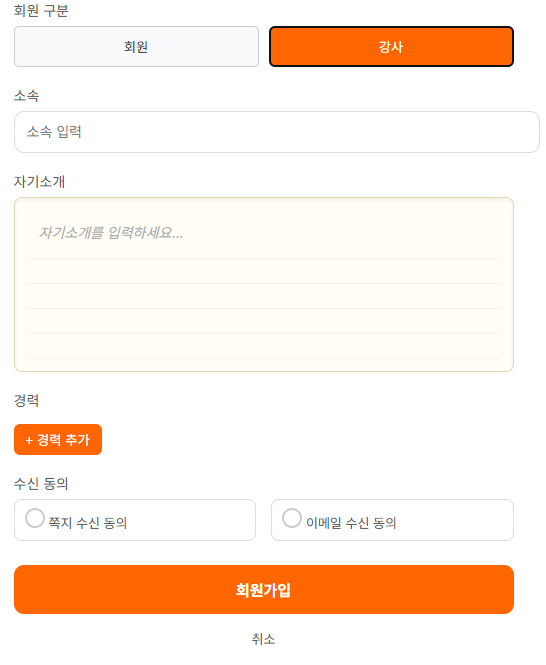 회원 구분
회원
강사
소속
소속 입력
자기소개
자기소개를 입력하세요...
경력
+ 경력 추가
수신 동의
쪽지 수신 동의
이메일 수신 동의
회원가입
취소